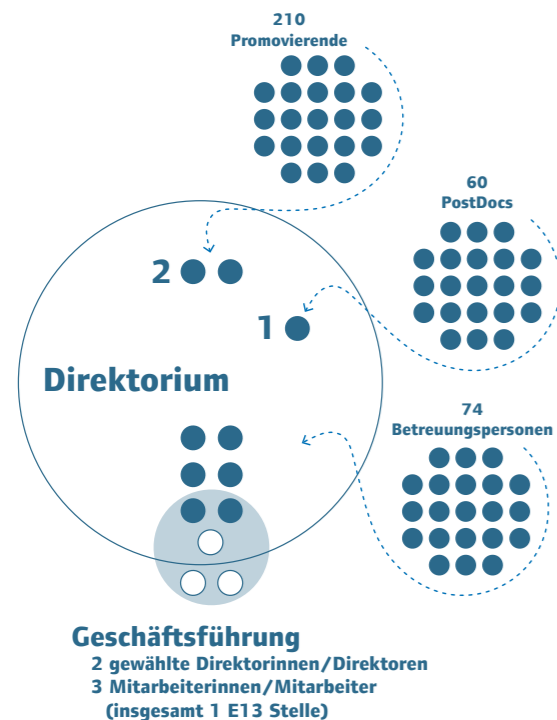 210
Promovierende
60
PostDocs
2
1
Direktorium
74
Betreuungspersonen
Geschäftsführung
2 gewählte Direktorinnen/Direktoren
3 Mitarbeiterinnen/Mitarbeiter
(insgesamt 1 E13 Stelle)